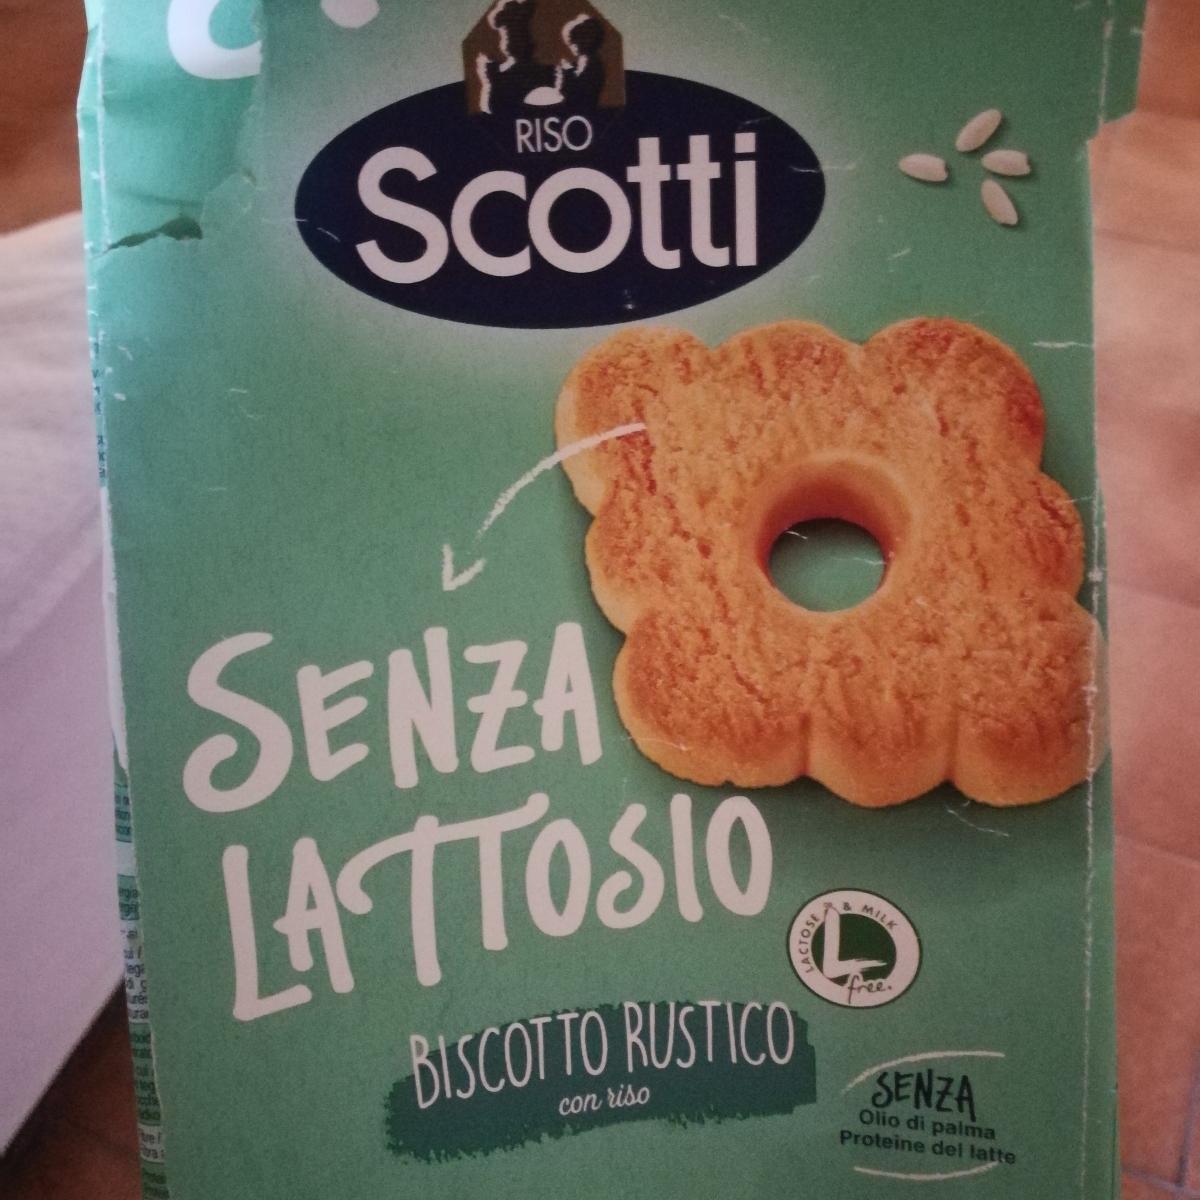 RISO
Scotti
SENZA
LATTOSIO
LACTOSE & MILK
free.
BISCOTTO RUSTICO
con riso
SENZA
Olio di palma
Proteine del latte